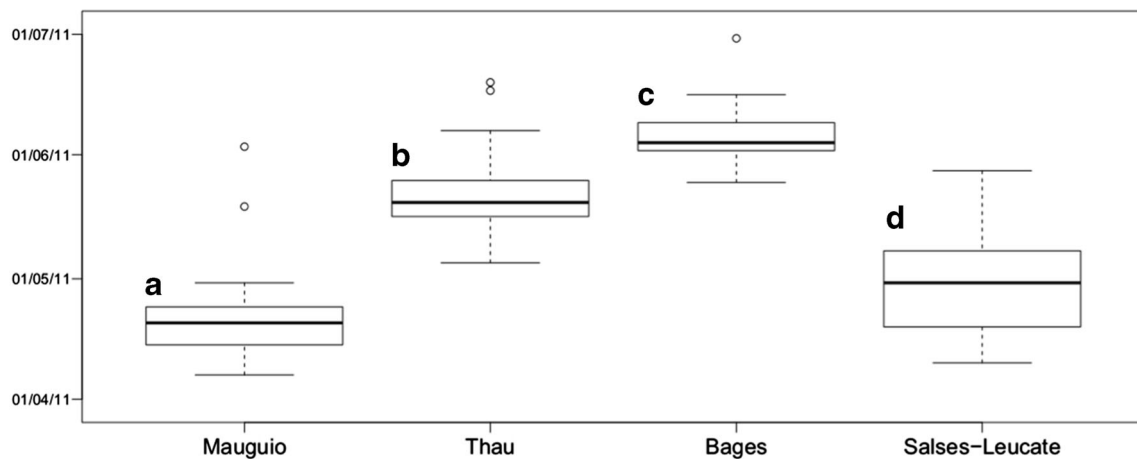 01/07/11
c
b
01/06/11
d
01/05/11
a
01/04/11
Mauguio Thau Bages Salses-Leucate